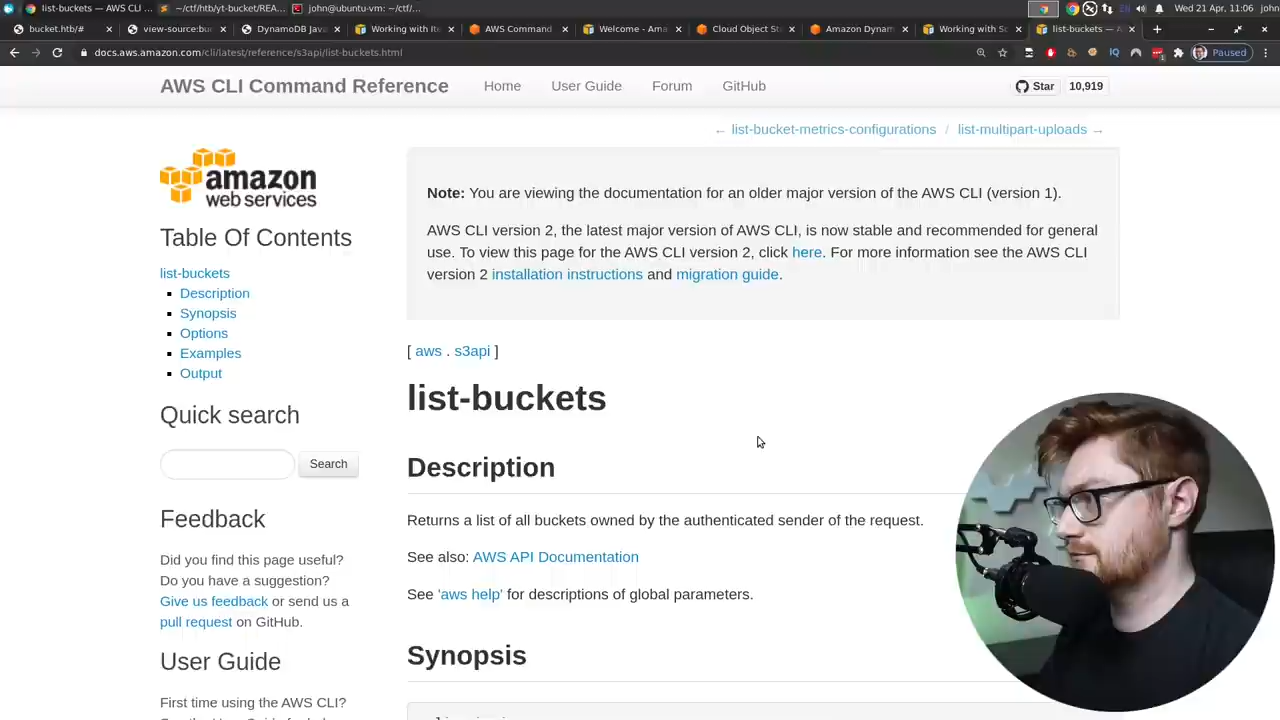 list-buckets — AWS CLI ...
~/ctf/htb/yt-bucket/REA...
john@ubuntu-vm: ~/ctf/...
EN
Wed 21 Apr, 11:06
john
bucket.htb/#
view-source:buc
DynamoDB Java
Working with Ite
AWS Command
Welcome - Ama
Cloud Object St
Amazon Dynam
Working with Sc
list-buckets — A
docs.aws.amazon.com/cli/latest/reference/s3api/list-buckets.html
IQ
Paused
AWS CLI Command Reference
Home
User Guide
Forum
GitHub
Star
10,919
← list-bucket-metrics-configurations / list-multipart-uploads →
amazon
web services
Note: You are viewing the documentation for an older major version of the AWS CLI (version 1).
AWS CLI version 2, the latest major version of AWS CLI, is now stable and recommended for general
use. To view this page for the AWS CLI version 2, click here. For more information see the AWS CLI
version 2 installation instructions and migration guide.
Table Of Contents
list-buckets
Description
Synopsis
Options
Examples
Output
Quick search
Search
Feedback
Did you find this page useful?
Do you have a suggestion?
Give us feedback or send us a
pull request on GitHub.
User Guide
First time using the AWS CLI?
[ aws . s3api ]
list-buckets
Description
Returns a list of all buckets owned by the authenticated sender of the request.
See also: AWS API Documentation
See 'aws help' for descriptions of global parameters.
Synopsis